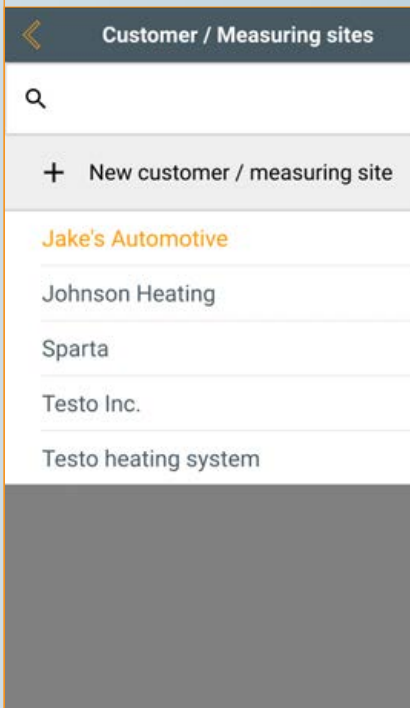 Customer / Measuring sites
New customer / measuring site
Jake's Automotive
Johnson Heating
Sparta
Testo Inc.
Testo heating system